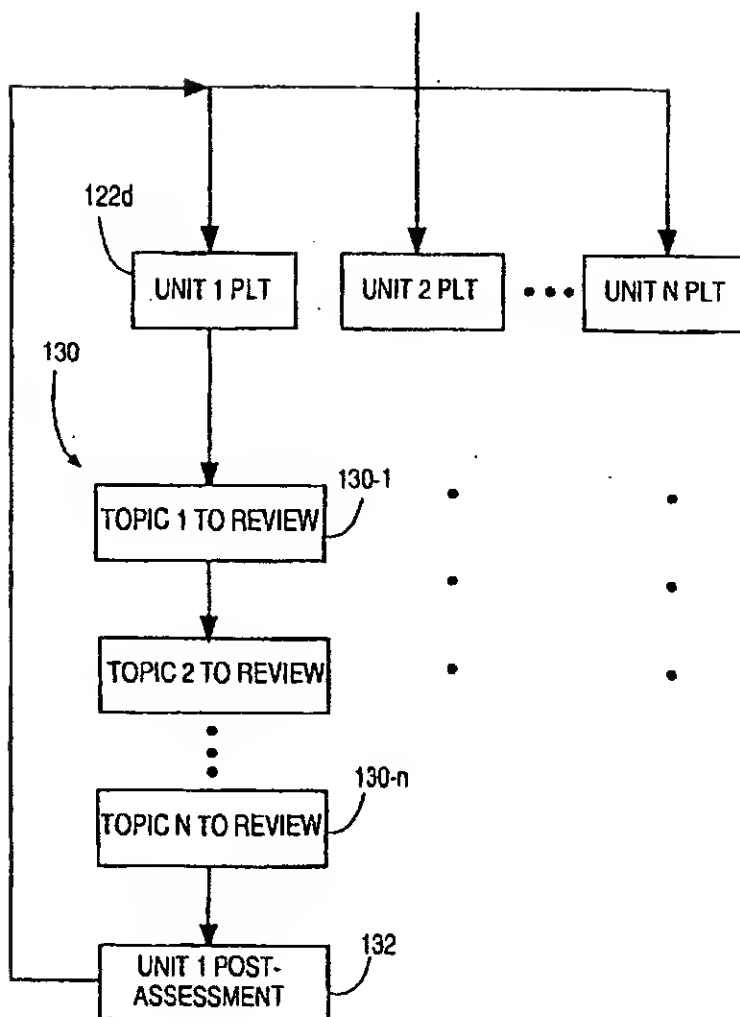 122d
UNIT 1 PLT
UNIT 2 PLT
UNIT N PLT
130
130-1
TOPIC 1 TO REVIEW
TOPIC 2 TO REVIEW
130-n
TOPIC N TO REVIEW
UNIT 1 POST-
ASSESSMENT
132